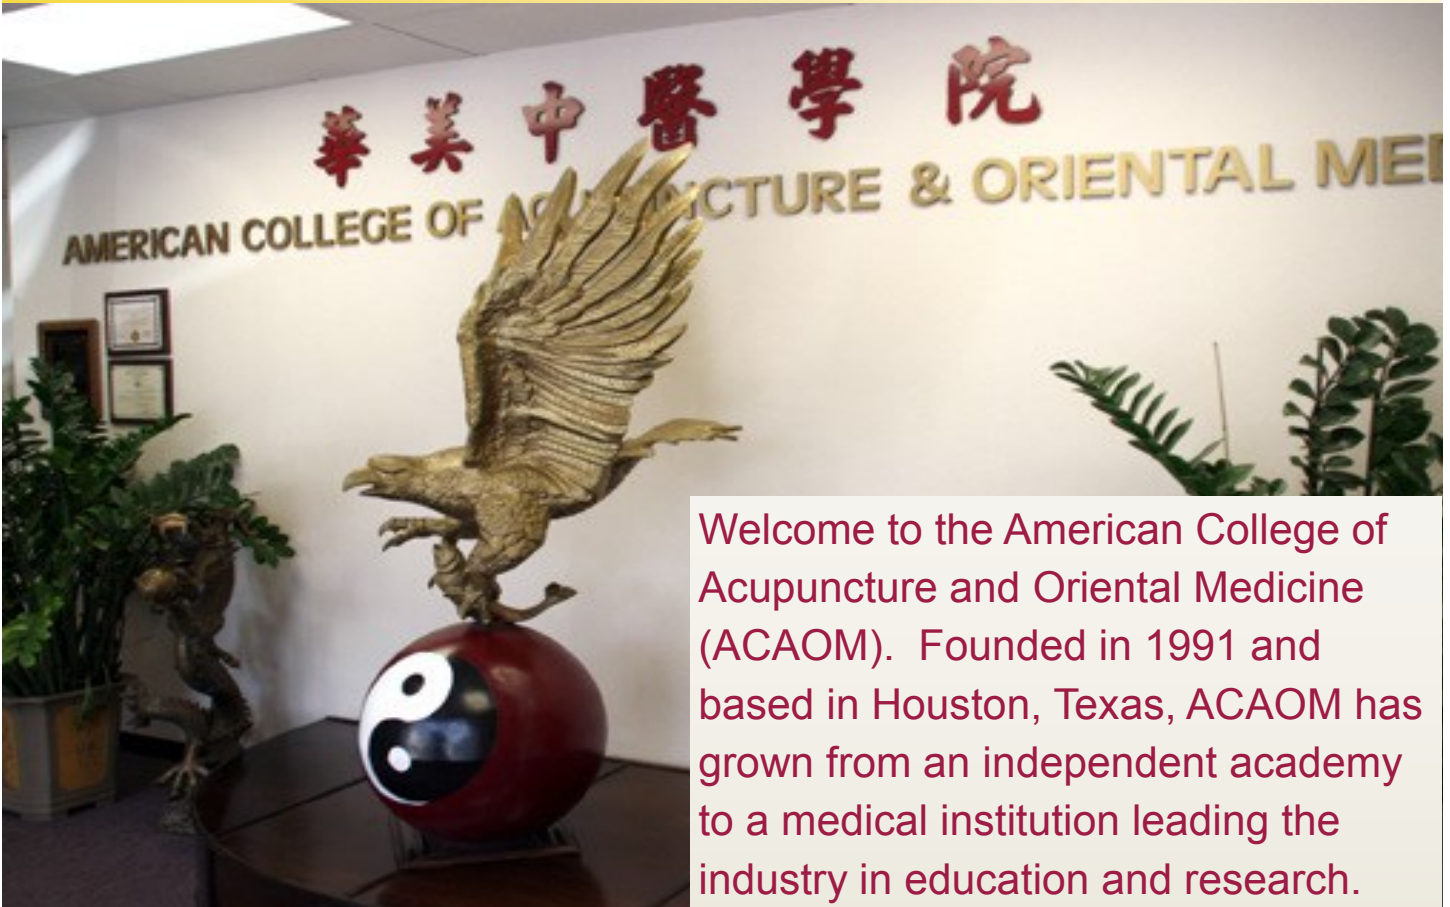 華美中醫學院
AMERICAN COLLEGE OF ACUPUNCTURE & ORIENTAL MED
Welcome to the American College of
Acupuncture and Oriental Medicine
(ACAOM).  Founded in 1991 and
based in Houston, Texas, ACAOM has
grown from an independent academy
to a medical institution leading the
industry in education and research.